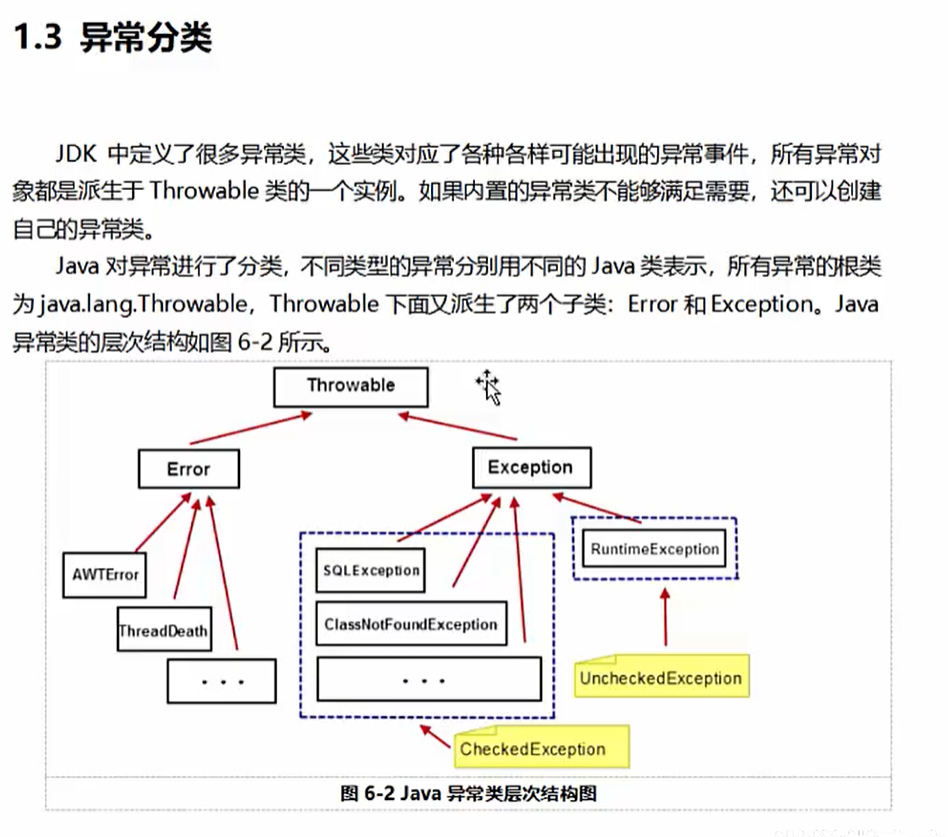 1.3 异常分类
JDK 中定义了很多异常类，这些类对应了各种各样可能出现的异常事件，所有异常对
象都是派生于 Throwable 类的一个实例。如果内置的异常类不能够满足需要，还可以创建
自己的异常类。
Java 对异常进行了分类，不同类型的异常分别用不同的 Java 类表示，所有异常的根类
为 java.lang.Throwable，Throwable 下面又派生了两个子类：Error 和 Exception。Java
异常类的层次结构如图 6-2 所示。
Throwable
Error
Exception
AWTError
ThreadDeath
. . .
SQLException
ClassNotFoundException
. . .
RuntimeException
UncheckedException
CheckedException
图 6-2 Java 异常类层次结构图